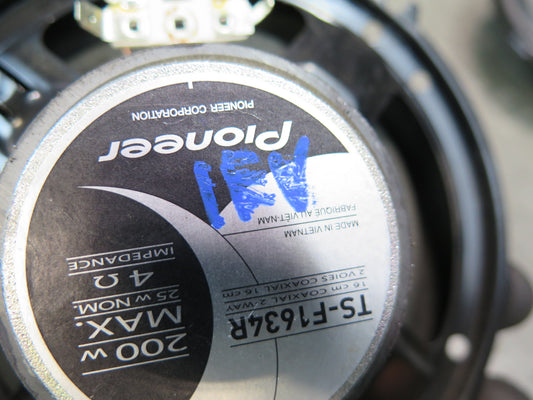 TS-F1634R
16 cm COAXIAL 2-WAY
2 VOIES COAXIAL 16 cm
MADE IN VIETNAM
FABRIQUE AU VIÊT-NAM
200 W
MAX.
25 W NOM.
4 Ω
IMPEDANCE
Pioneer
PIONEER CORPORATION